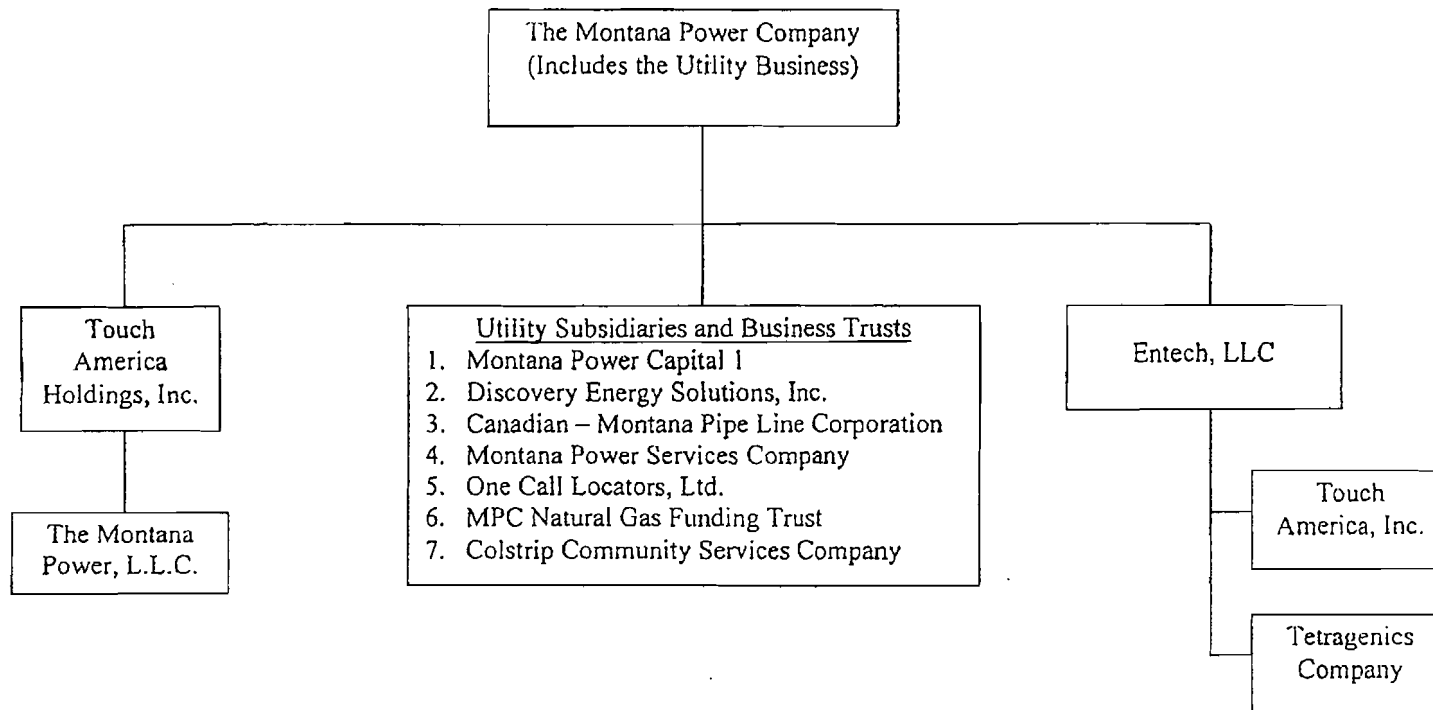 The Montana Power Company
(Includes the Utility Business)
Touch
America
Holdings, Inc.
Utility Subsidiaries and Business Trusts
1. Montana Power Capital 1
2. Discovery Energy Solutions, Inc.
3. Canadian – Montana Pipe Line Corporation
4. Montana Power Services Company
5. One Call Locators, Ltd.
6. MPC Natural Gas Funding Trust
7. Colstrip Community Services Company
Entech, LLC
The Montana
Power, L.L.C.
Touch
America, Inc.
Tetragenics
Company